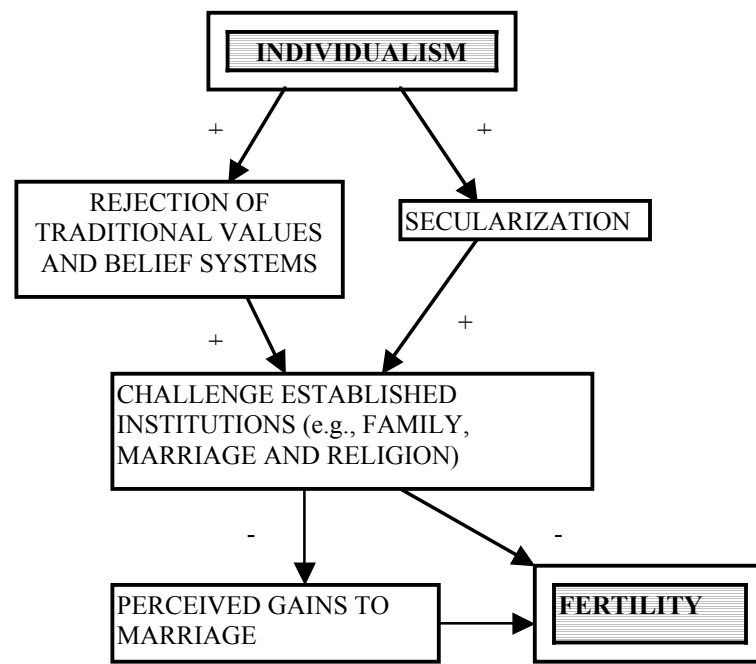 INDIVIDUALISM
+
+
REJECTION OF
TRADITIONAL VALUES
AND BELIEF SYSTEMS
SECULARIZATION
+
+
CHALLENGE ESTABLISHED
INSTITUTIONS (e.g., FAMILY,
MARRIAGE AND RELIGION)
-
-
PERCEIVED GAINS TO
MARRIAGE
FERTILITY